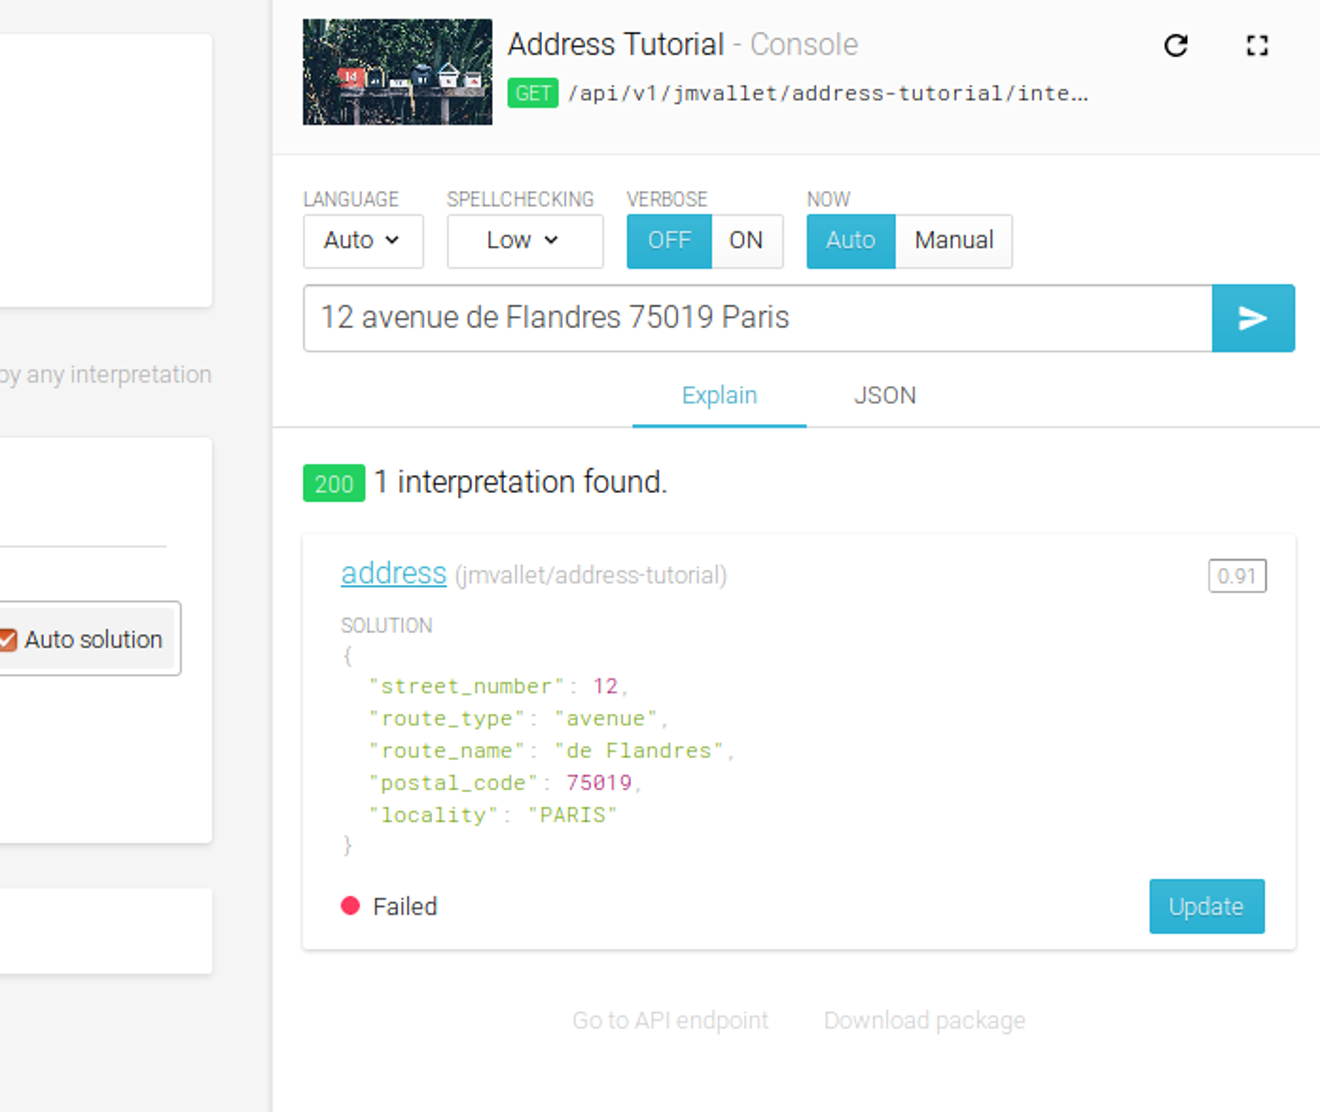 Address Tutorial - Console
GET /api/v1/jmvallet/address-tutorial/inte...
LANGUAGE SPELLCHECKING VERBOSE NOW
Auto Low OFF ON Auto Manual
12 avenue de Flandres 75019 Paris
by any interpretation
Explain JSON
200 1 interpretation found.
address (jmvallet/address-tutorial) 0.91
SOLUTION
Auto solution
{
"street_number": 12,
"route_type": "avenue",
"route_name": "de Flandres",
"postal_code": 75019,
"locality": "PARIS"
}
Failed Update
Go to API endpoint Download package